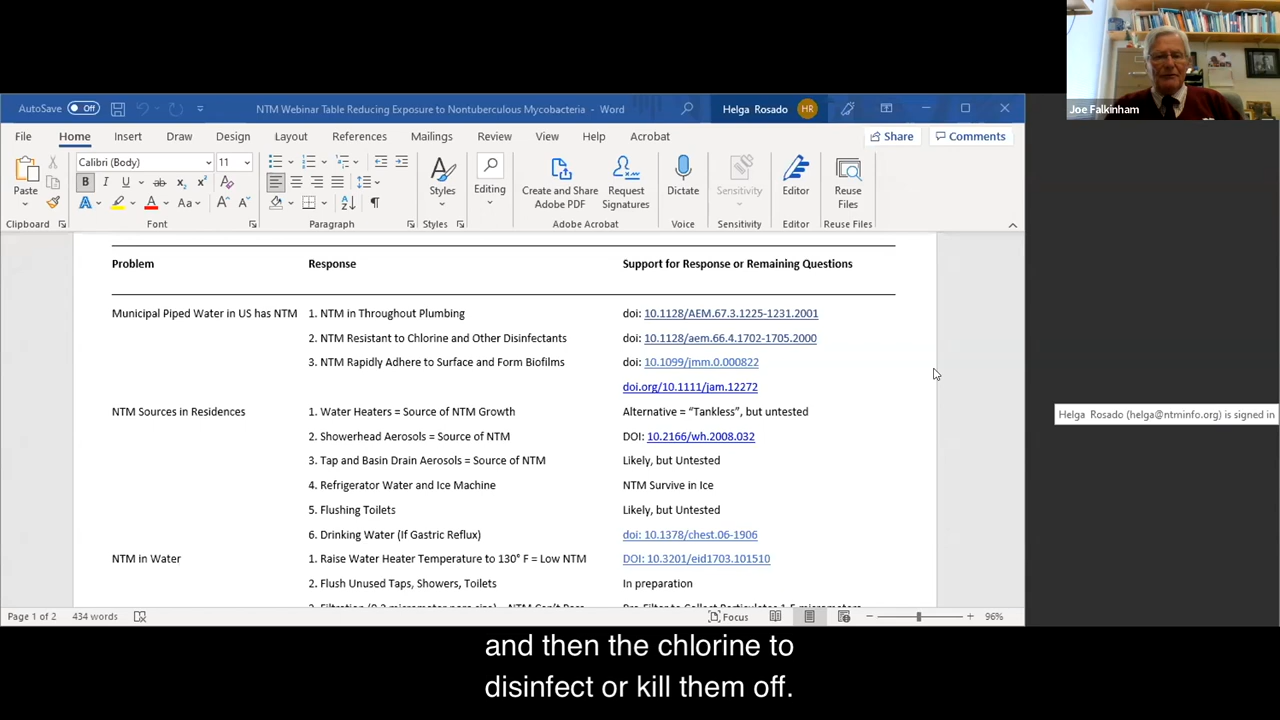 Joe Falkinham
AutoSave Off
NTM Webinar Table Reducing Exposure to Nontuberculous Mycobacteria - Word
Helga Rosado HR
File Home Insert Draw Design Layout References Mailings Review View Help Acrobat Share Comments
Calibri (Body) 11
Paste
Styles
Editing
Create and Share Adobe PDF
Request Signatures
Dictate
Sensitivity
Editor
Reuse Files
Clipboard Font Paragraph Styles Adobe Acrobat Voice Sensitivity Editor Reuse Files
Problem Response Support for Response or Remaining Questions
Municipal Piped Water in US has NTM 1. NTM in Throughout Plumbing doi: 10.1128/AEM.67.3.1225-1231.2001
2. NTM Resistant to Chlorine and Other Disinfectants doi: 10.1128/aem.66.4.1702-1705.2000
3. NTM Rapidly Adhere to Surface and Form Biofilms doi: 10.1099/jmm.0.000822
doi.org/10.1111/jam.12272
NTM Sources in Residences 1. Water Heaters = Source of NTM Growth Alternative = “Tankless”, but untested
2. Showerhead Aerosols = Source of NTM DOI: 10.2166/wh.2008.032
3. Tap and Basin Drain Aerosols = Source of NTM Likely, but Untested
4. Refrigerator Water and Ice Machine NTM Survive in Ice
5. Flushing Toilets Likely, but Untested
6. Drinking Water (If Gastric Reflux) doi: 10.1378/chest.06-1906
NTM in Water 1. Raise Water Heater Temperature to 130° F = Low NTM DOI: 10.3201/eid1703.101510
2. Flush Unused Taps, Showers, Toilets In preparation
Helga Rosado (helga@ntminfo.org) is signed in
Page 1 of 2 434 words Focus 96%
and then the chlorine to
disinfect or kill them off.